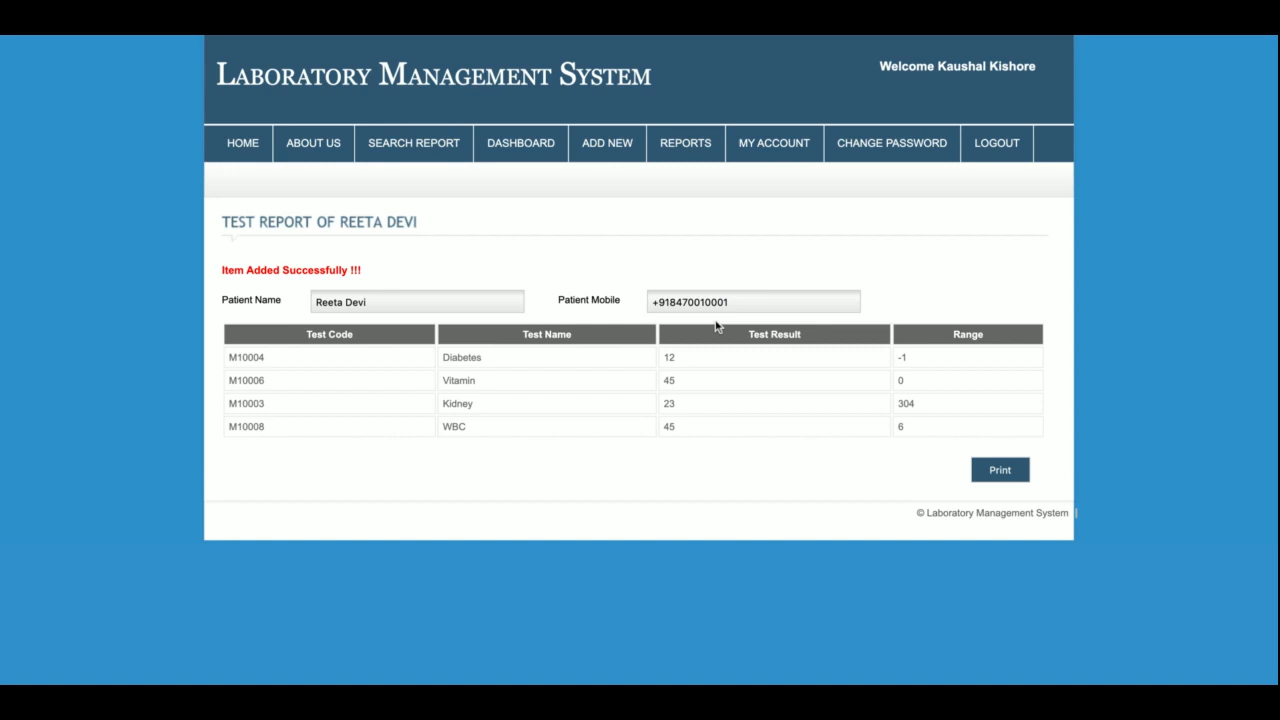 LABORATORY MANAGEMENT SYSTEM
Welcome Kaushal Kishore
HOME ABOUT US SEARCH REPORT DASHBOARD ADD NEW REPORTS MY ACCOUNT CHANGE PASSWORD LOGOUT
TEST REPORT OF REETA DEVI
Item Added Successfully !!!
Patient Name Reeta Devi Patient Mobile +918470010001
Test Code Test Name Test Result Range
M10004 Diabetes 12 -1
M10006 Vitamin 45 0
M10003 Kidney 23 304
M10008 WBC 45 6
Print
© Laboratory Management System |